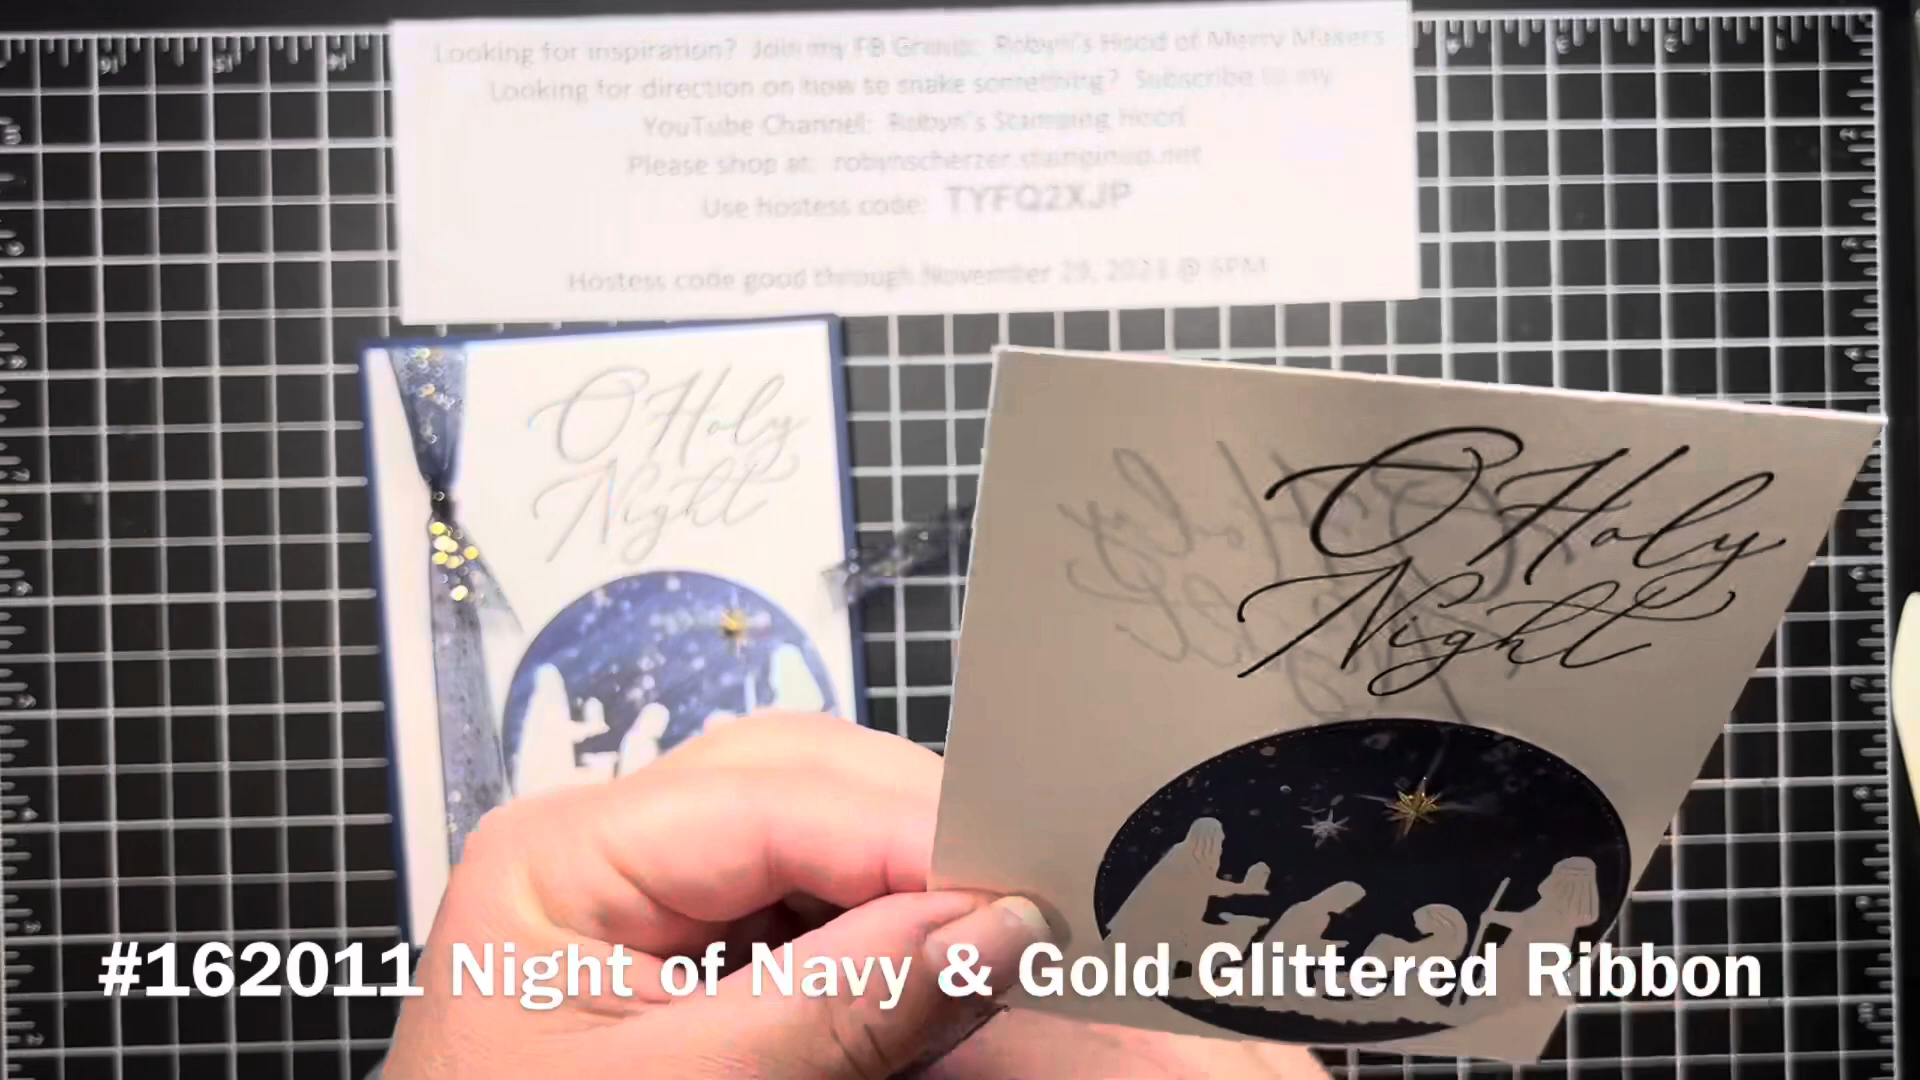 Looking for inspiration? Join my FB Group: Robyn's Hood of Merry Makers
Looking for direction on how to make something? Subscribe to my
YouTube Channel: Robyn's Stamping Hood
Please shop at: robynscherzer.stampinup.net
Use hostess code: TYFQ2XJP
Hostess code good through November 29, 2023 @ 6PM
O Holy
Night
O Holy
Night
#162011 Night of Navy & Gold Glittered Ribbon